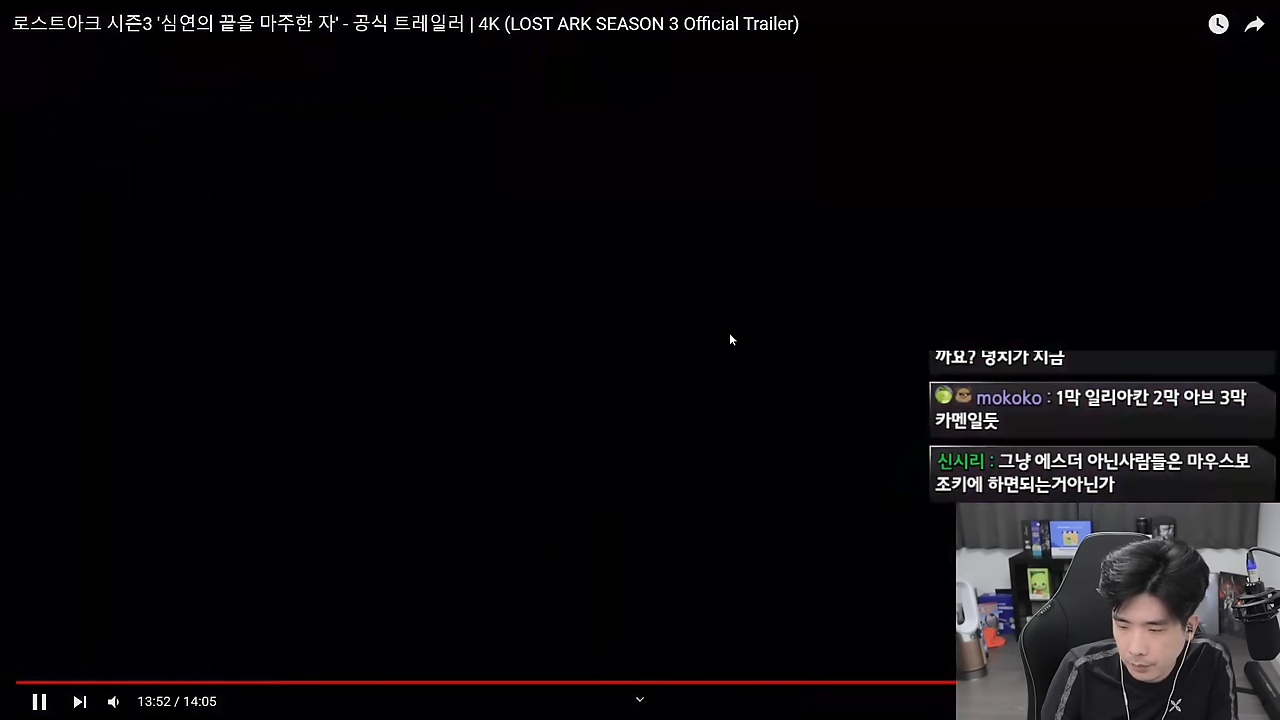 로스트아크 시즌3 '심연의 끝을 마주한 자' - 공식 트레일러 | 4K (LOST ARK SEASON 3 Official Trailer)
까요? 넝치가 지금
mokoko : 1막 일리아칸 2막 아브 3막
카멘일듯
신시리 : 그냥 에스더 아닌사람들은 마우스보
조키에 하면되는거아닌가
13:52 / 14:05